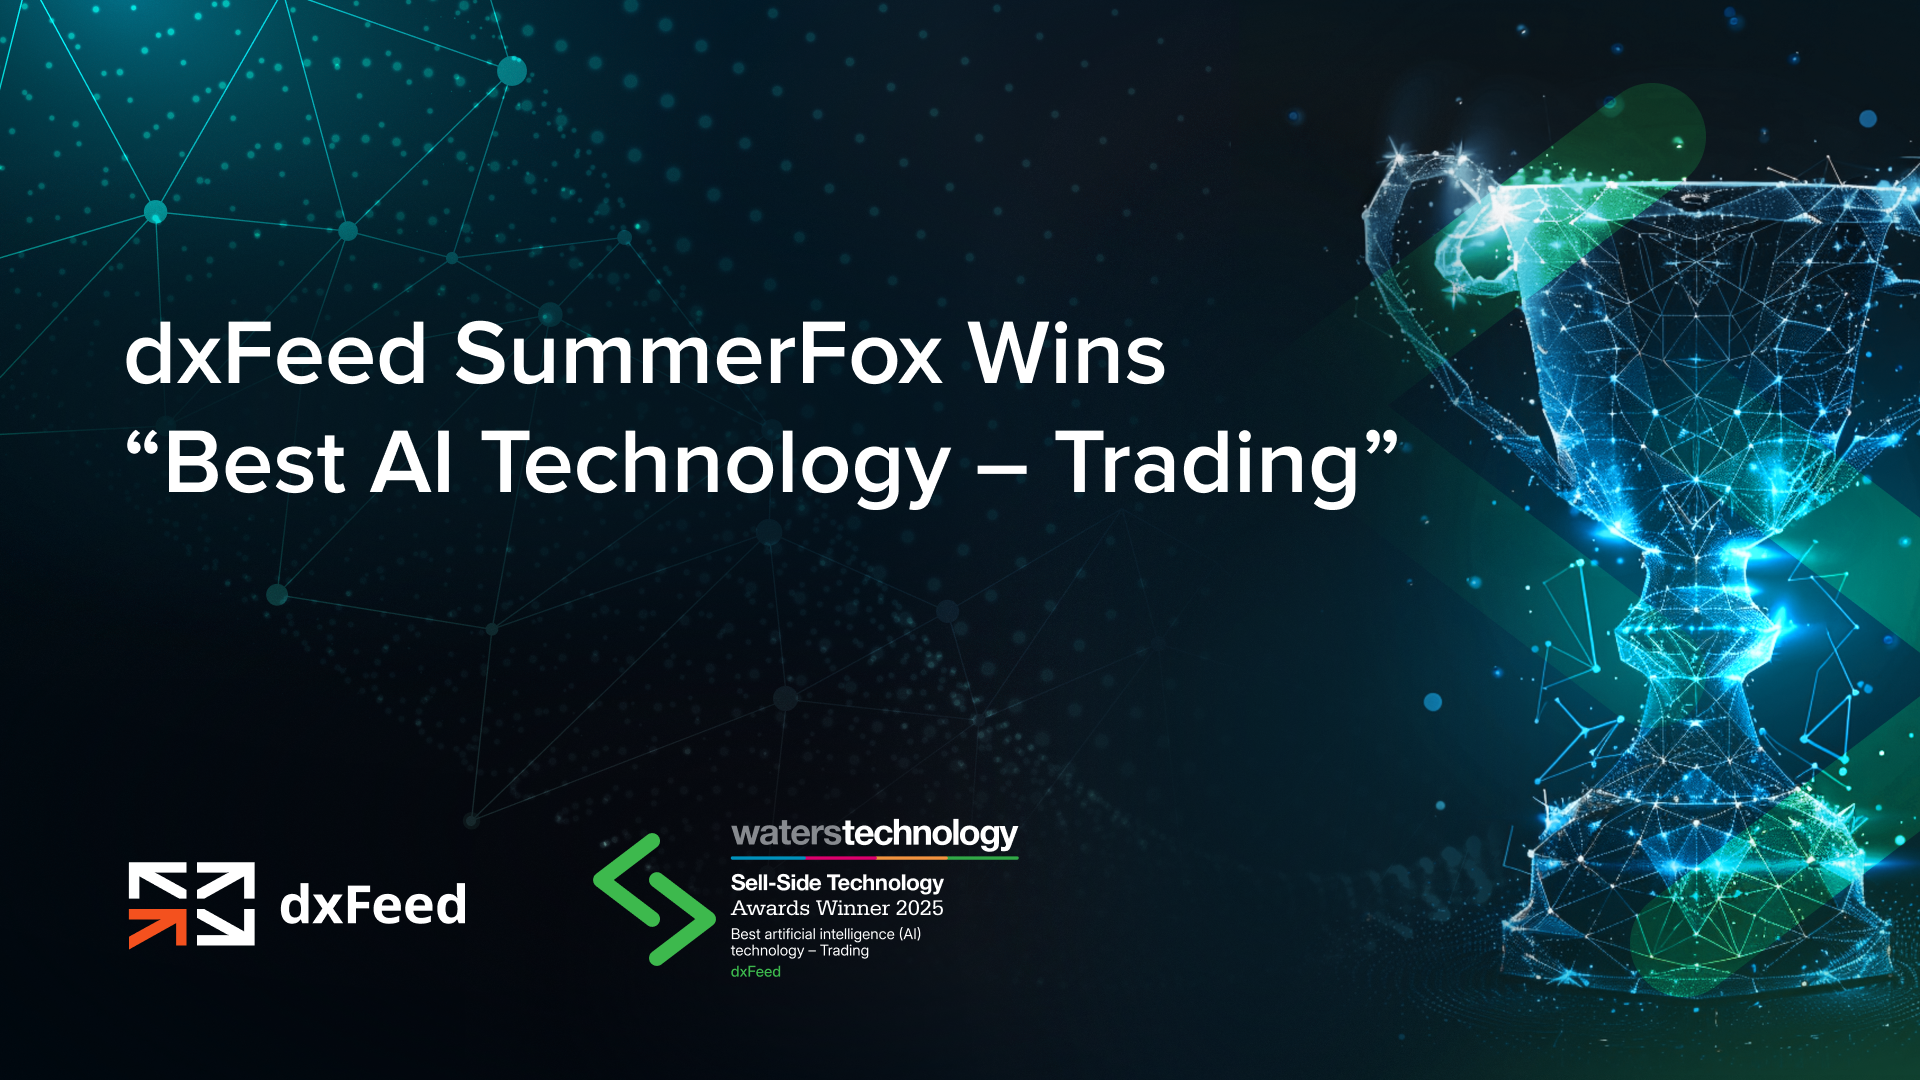 dxFeed SummerFox Wins
“Best AI Technology – Trading”
dxFeed
waterstechnology
Sell-Side Technology
Awards Winner 2025
Best artificial intelligence (AI)
technology – Trading
dxFeed